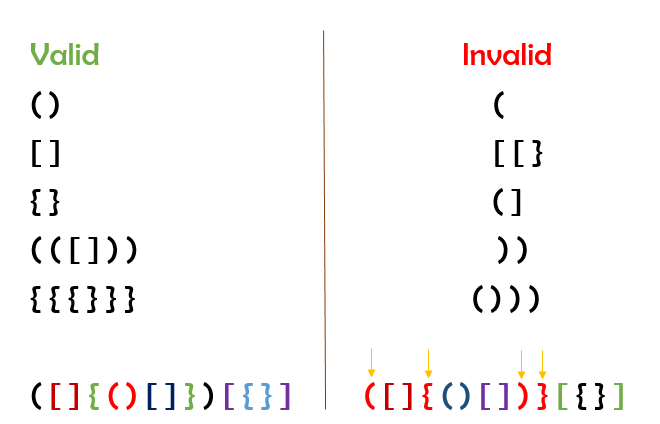 Valid
( )
[ ]
{ }
( ( [ ] ) )
{ { { } } }
( [ ] { ( ) [ ] } ) [ { } ]
Invalid
(
[ [ }
( ]
) )
( ) ) )
( [ ] { ( ) [ ] ) } [ { } ]